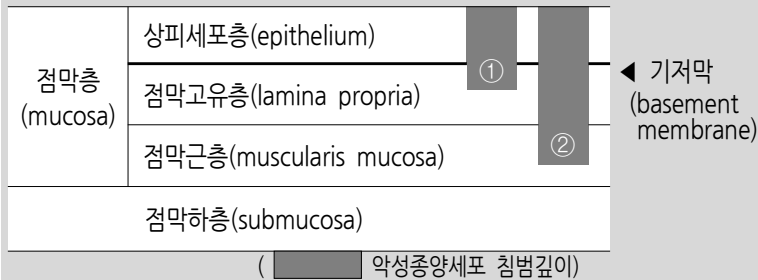 상피세포층(epithelium)
①
점막층
(mucosa)
점막고유층(lamina propria)
◀ 기저막
(basement
membrane)
점막근층(muscularis mucosa)
②
점막하층(submucosa)
( 악성종양세포 침범깊이)